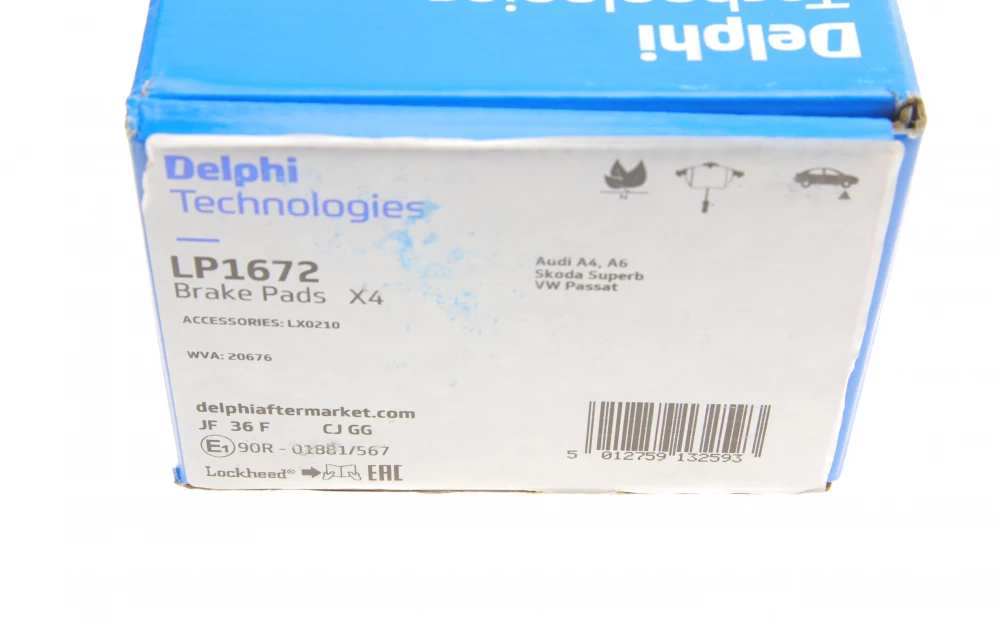 Delphi
Technologies
Delphi
Technologies
LP1672
Brake Pads X4
ACCESSORIES: LX0210
WVA: 20676
Audi A4, A6
Skoda Superb
VW Passat
delphiaftermarket.com
JF 36 F CJ GG
E1 90R - 01881/567
Lockheed® EAC
5 012759 132593